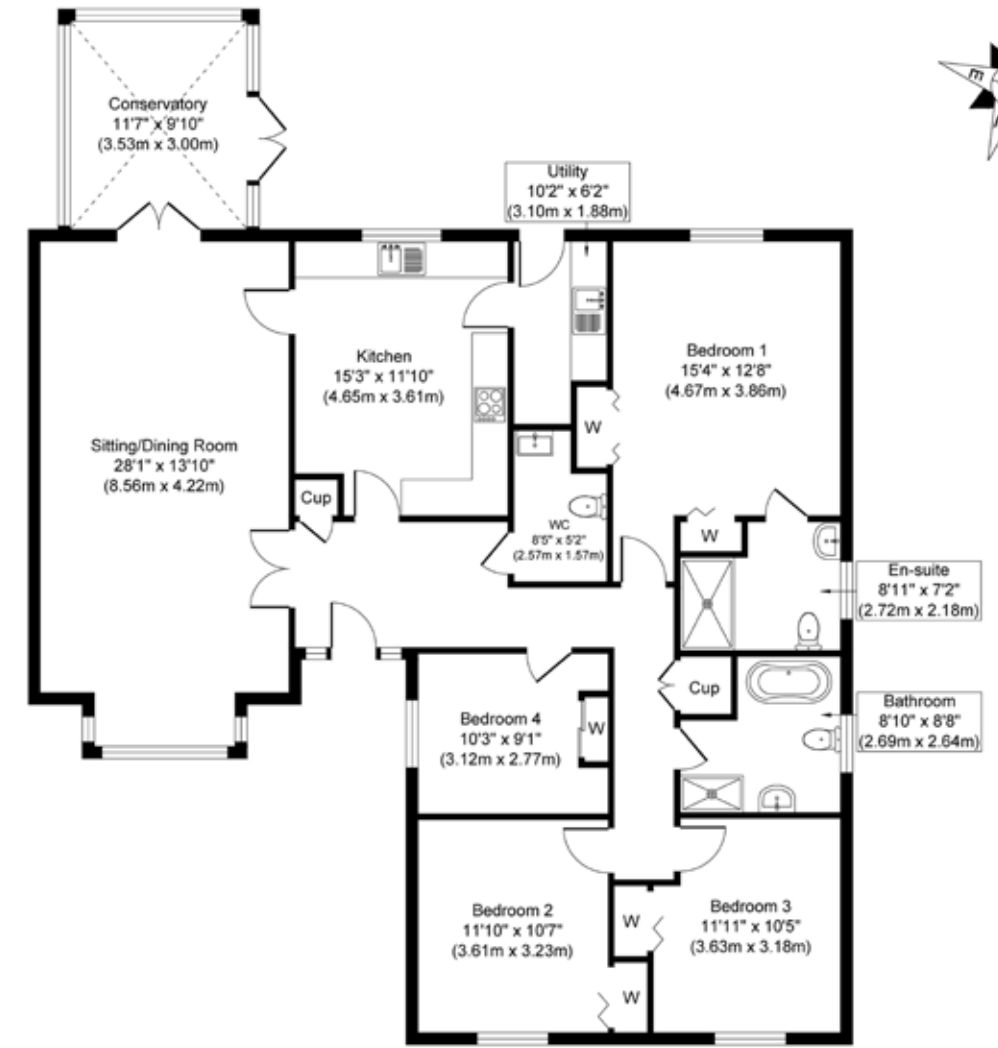 Conservatory
11'7" x 9'10"
(3.53m x 3.00m)
E
Utility
10'2" x 6'2"
(3.10m x 1.88m)
Kitchen
15'3" x 11'10"
(4.65m x 3.61m)
Bedroom 1
15'4" x 12'8"
(4.67m x 3.86m)
Sitting/Dining Room
28'1" x 13'10"
(8.56m x 4.22m)
W
Cup
WC
8'5" x 5'2"
(2.57m x 1.57m)
W
En-suite
8'11" x 7'2"
(2.72m x 2.18m)
Cup
Bathroom
8'10" x 8'8"
(2.69m x 2.64m)
Bedroom 4
10'3" x 9'1"
(3.12m x 2.77m)
W
Bedroom 2
11'10" x 10'7"
(3.61m x 3.23m)
W
Bedroom 3
11'11" x 10'5"
(3.63m x 3.18m)
W